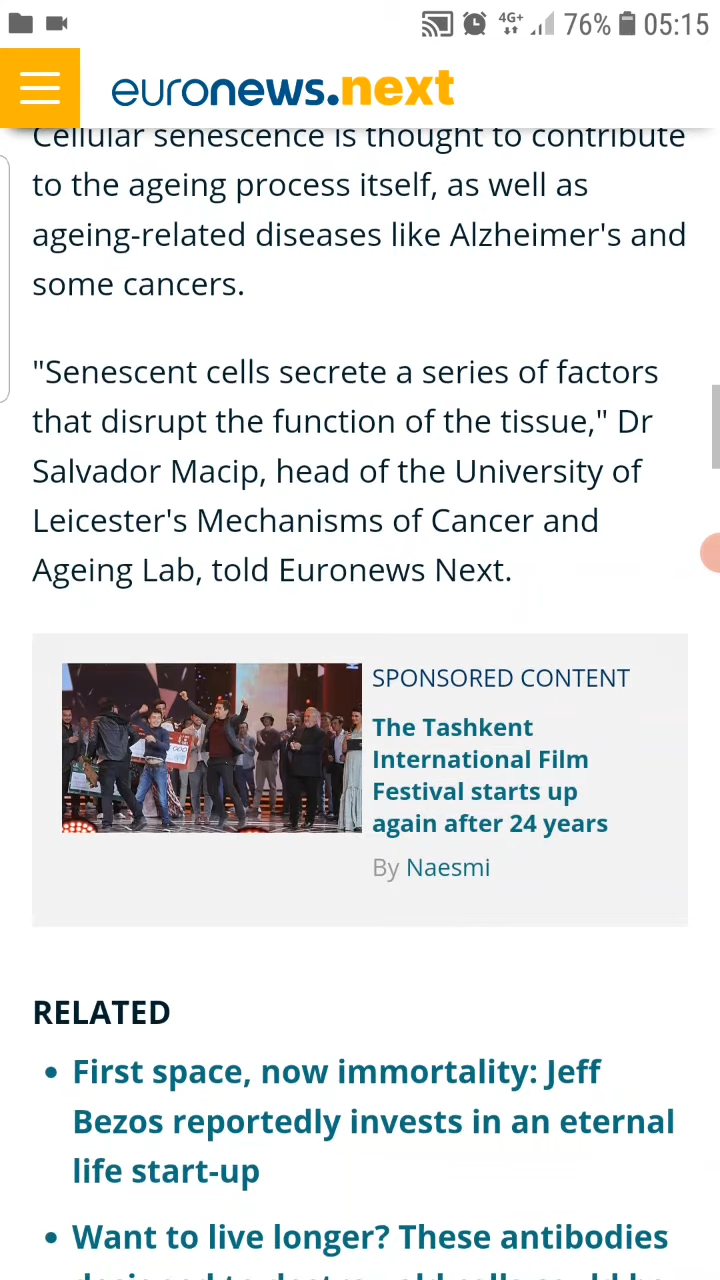 4G+ 76% 05:15
euronews.next
Cellular senescence is thought to contribute
to the ageing process itself, as well as
ageing-related diseases like Alzheimer's and
some cancers.
"Senescent cells secrete a series of factors
that disrupt the function of the tissue," Dr
Salvador Macip, head of the University of
Leicester's Mechanisms of Cancer and
Ageing Lab, told Euronews Next.
SPONSORED CONTENT
The Tashkent
International Film
Festival starts up
again after 24 years
By Naesmi
RELATED
• First space, now immortality: Jeff
Bezos reportedly invests in an eternal
life start-up
• Want to live longer? These antibodies